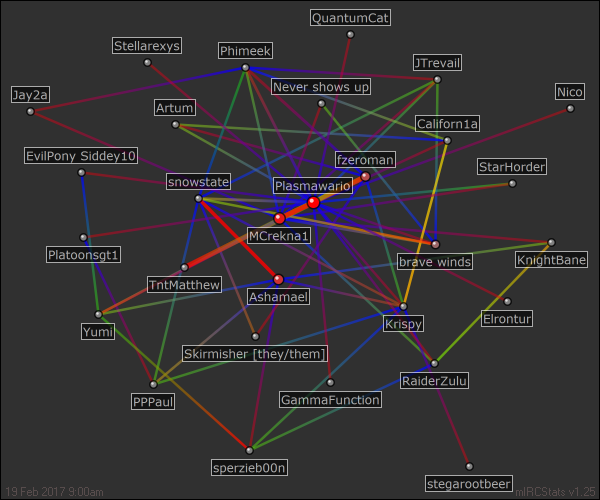 QuantumCat
Stellarexys
Phimeek
JTrevail
Never shows up
Jay2a
Nico
Artum
Californ1a
EvilPony Siddey10
fzeroman
StarHorder
snowstate
Plasmawario
MCrekna1
Platoonsgt1
brave winds
KnightBane
TntMatthew
Ashamael
Elrontur
Yumi
Krispy
Skirmisher [they/them]
RaiderZulu
PPPaul
GammaFunction
sperzieb00n
stegarootbeer
19 Feb 2017 9:00am
mIRCStats v1.25